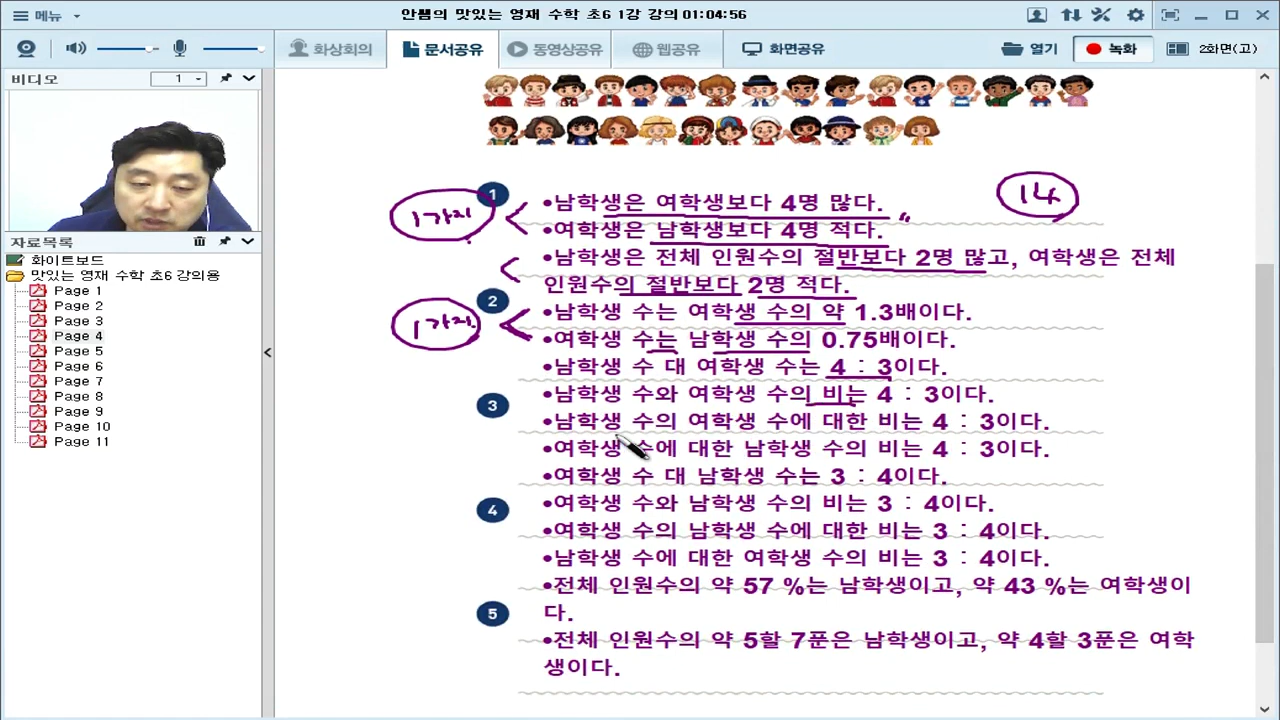 메뉴
안쌤의 맛있는 영재 수학 초6 1강 강의 01:04:56
화상회의
문서공유
동영상공유
웹공유
화면공유
열기
녹화
2화면(고)
비디오
1
자료목록
화이트보드
맛있는 영재 수학 초6 강의용
Page 1
Page 2
Page 3
Page 4
Page 5
Page 6
Page 7
Page 8
Page 9
Page 10
Page 11
14
1가지
1
•남학생은 여학생보다 4명 많다.
•여학생은 남학생보다 4명 적다.
•남학생은 전체 인원수의 절반보다 2명 많고, 여학생은 전체
인원수의 절반보다 2명 적다.
1가지
2
•남학생 수는 여학생 수의 약 1.3배이다.
•여학생 수는 남학생 수의 0.75배이다.
•남학생 수 대 여학생 수는 4 : 3이다.
•남학생 수와 여학생 수의 비는 4 : 3이다.
3
•남학생 수의 여학생 수에 대한 비는 4 : 3이다.
•여학생 수에 대한 남학생 수의 비는 4 : 3이다.
•여학생 수 대 남학생 수는 3 : 4이다.
•여학생 수와 남학생 수의 비는 3 : 4이다.
4
•여학생 수의 남학생 수에 대한 비는 3 : 4이다.
•남학생 수에 대한 여학생 수의 비는 3 : 4이다.
•전체 인원수의 약 57 %는 남학생이고, 약 43 %는 여학생이
다.
5
•전체 인원수의 약 5할 7푼은 남학생이고, 약 4할 3푼은 여학
생이다.